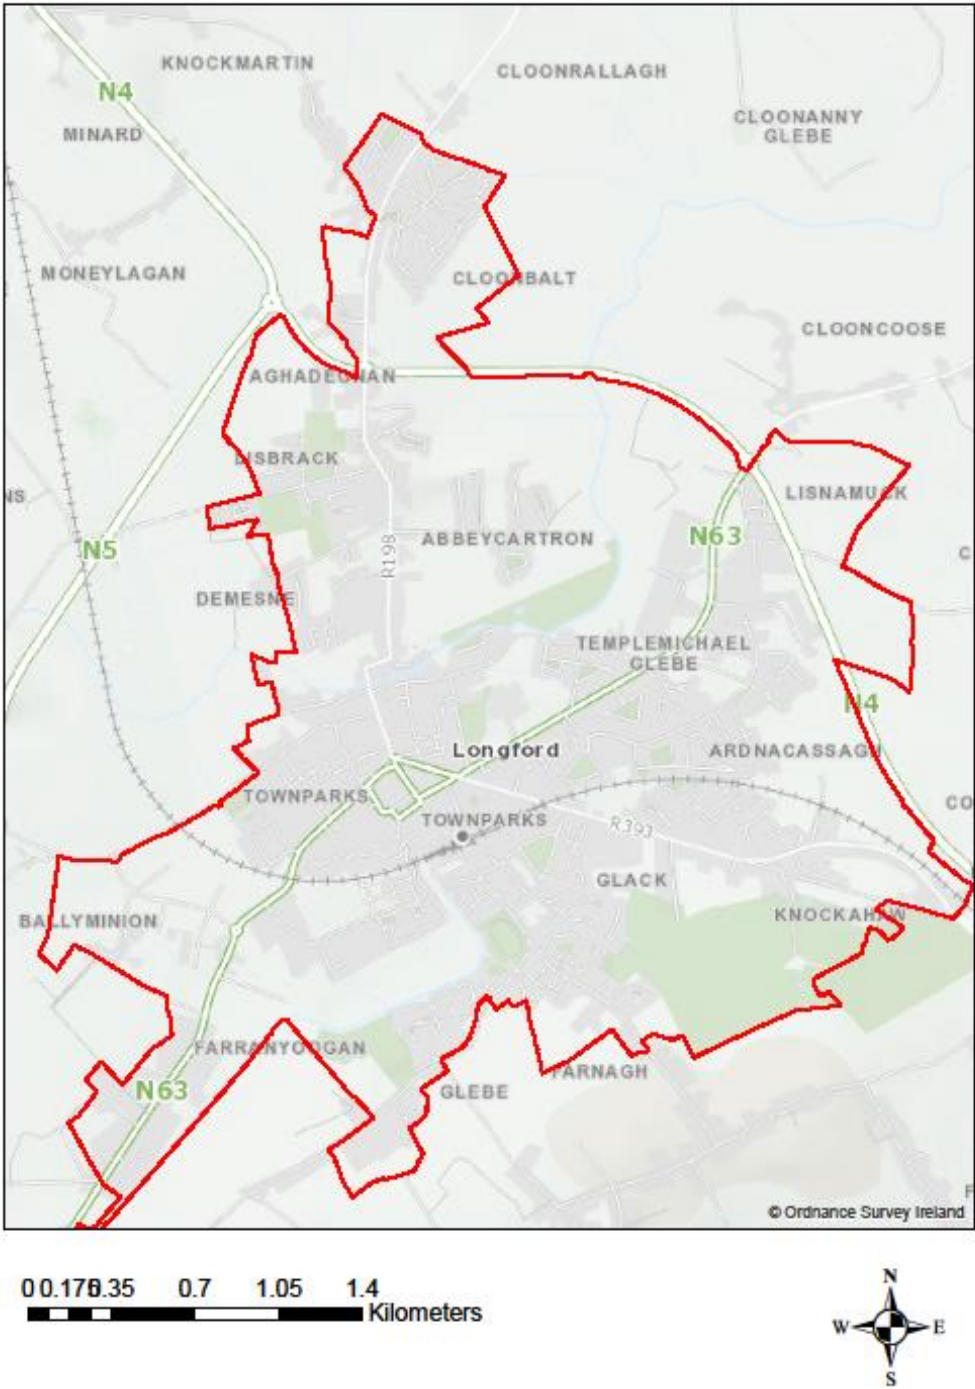 KNOCKMARTIN
CLOONRALLAGH
N4
CLOONANNY
GLEBE
MINARD
MONEYLAGAN
CLOONBALT
CLOONCOOSE
AGHADEGNAN
LISBRACK
LISNAMUCK
NS
N63
N5
R198
ABBEYCARTRON
C
DEMESNE
TEMPLEMICHAEL
GLEBE
N4
Longford
ARDNACASSAGH
TOWNPARKS
CO
TOWNPARKS
R393
GLACK
BALLYMINION
KNOCKAHAW
FARRANYOOGAN
FARNAGH
N63
GLEBE
F
© Ordnance Survey Ireland
0 0.175 0.35 0.7 1.05 1.4
Kilometers
N
W E
S